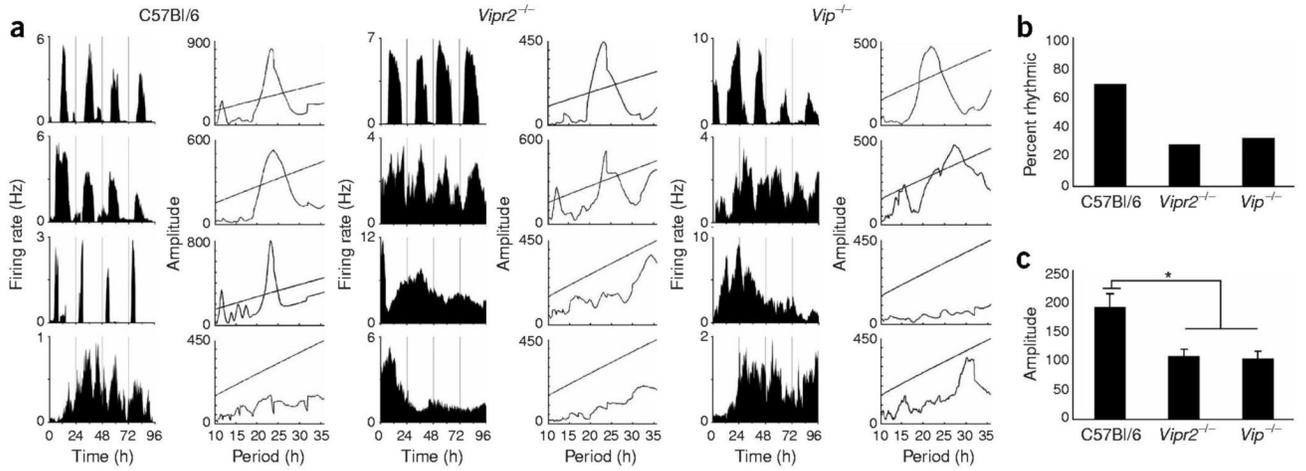 a
C57Bl/6
Vipr2–/–
Vip–/–
Firing rate (Hz)
6
0
6
0
3
0
1
0
0 24 48 72 96
Time (h)
Amplitude
900
0
600
0
800
0
450
0
10 15 20 25 30 35
Period (h)
Firing rate (Hz)
7
0
4
0
12
0
6
0
0 24 48 72 96
Time (h)
Amplitude
450
0
600
0
450
0
450
0
10 15 20 25 30 35
Period (h)
Firing rate (Hz)
10
0
4
0
10
0
2
0
0 24 48 72 96
Time (h)
Amplitude
500
0
500
0
450
0
450
0
10 15 20 25 30 35
Period (h)
b
Percent rhythmic
100
80
60
40
20
0
C57Bl/6 Vipr2–/– Vip–/–
c
Amplitude
250
200
150
100
50
0
*
C57Bl/6 Vipr2–/– Vip–/–